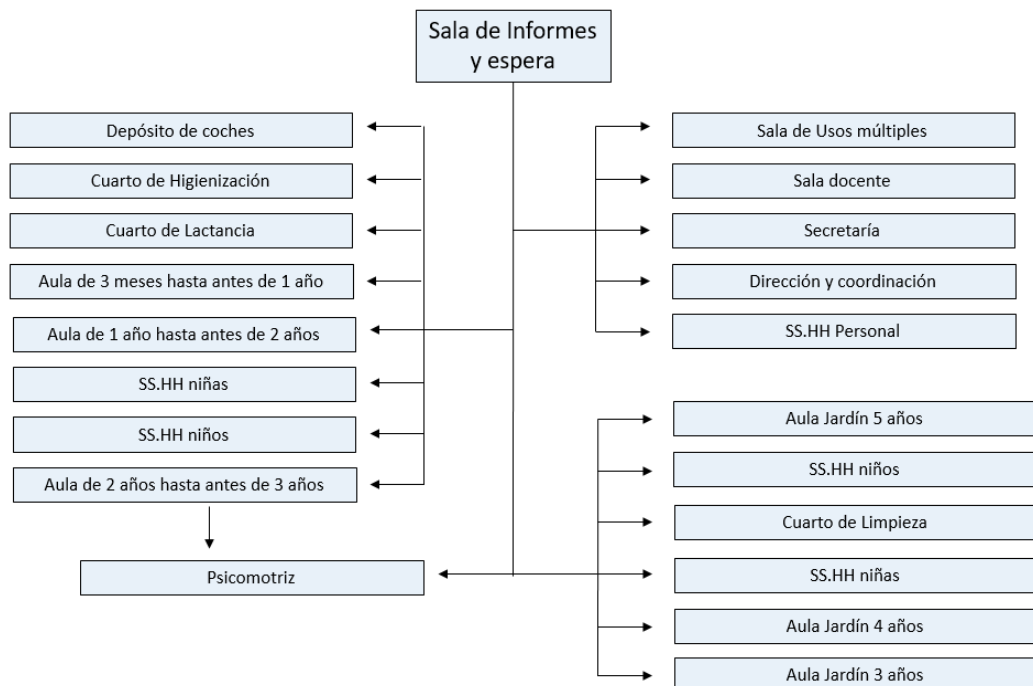 Sala de Informes
y espera
Depósito de coches
Cuarto de Higienización
Cuarto de Lactancia
Aula de 3 meses hasta antes de 1 año
Aula de 1 año hasta antes de 2 años
SS.HH niñas
SS.HH niños
Aula de 2 años hasta antes de 3 años
Psicomotriz
Sala de Usos múltiples
Sala docente
Secretaría
Dirección y coordinación
SS.HH Personal
Aula Jardín 5 años
SS.HH niños
Cuarto de Limpieza
SS.HH niñas
Aula Jardín 4 años
Aula Jardín 3 años